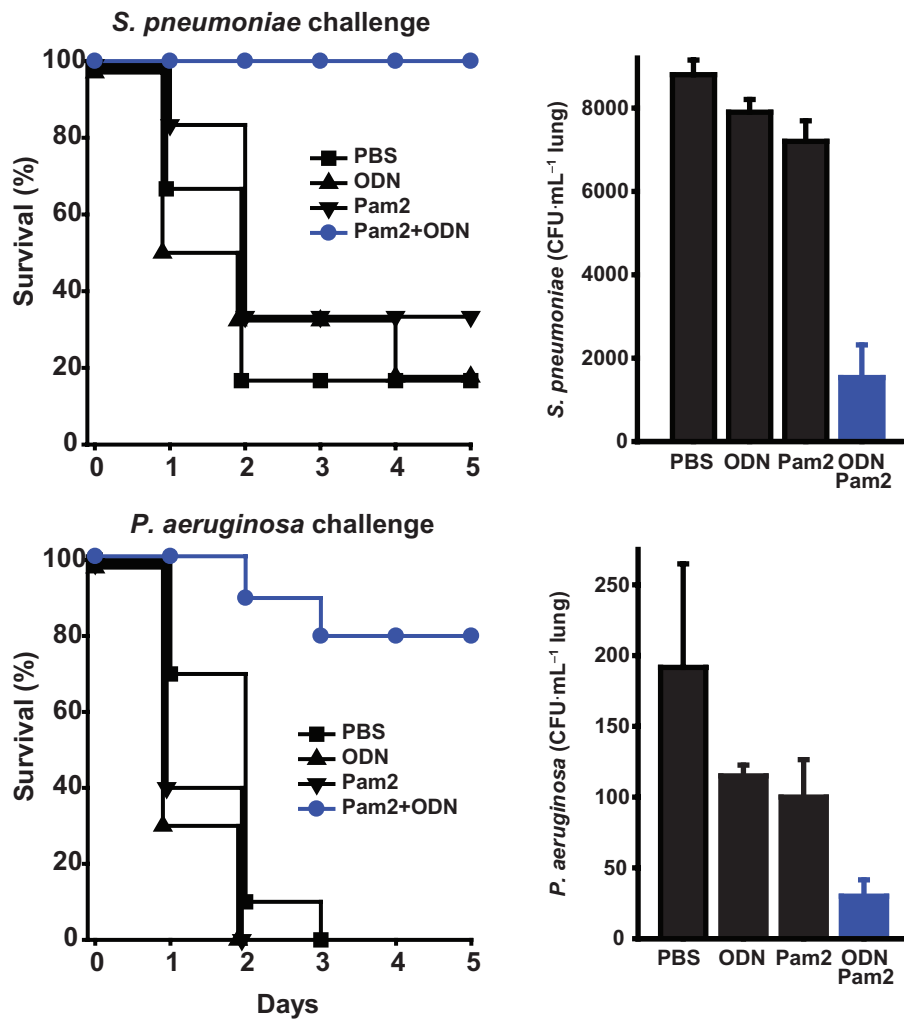 S. pneumoniae challenge
Survival (%)
100
80
60
40
20
0
0 1 2 3 4 5
PBS
ODN
Pam2
Pam2+ODN
S. pneumoniae (CFU·mL⁻¹ lung)
8000
6000
4000
2000
0
PBS ODN Pam2 ODN
Pam2
P. aeruginosa challenge
Survival (%)
100
80
60
40
20
0
0 1 2 3 4 5
Days
PBS
ODN
Pam2
Pam2+ODN
P. aeruginosa (CFU·mL⁻¹ lung)
250
200
150
100
50
0
PBS ODN Pam2 ODN
Pam2